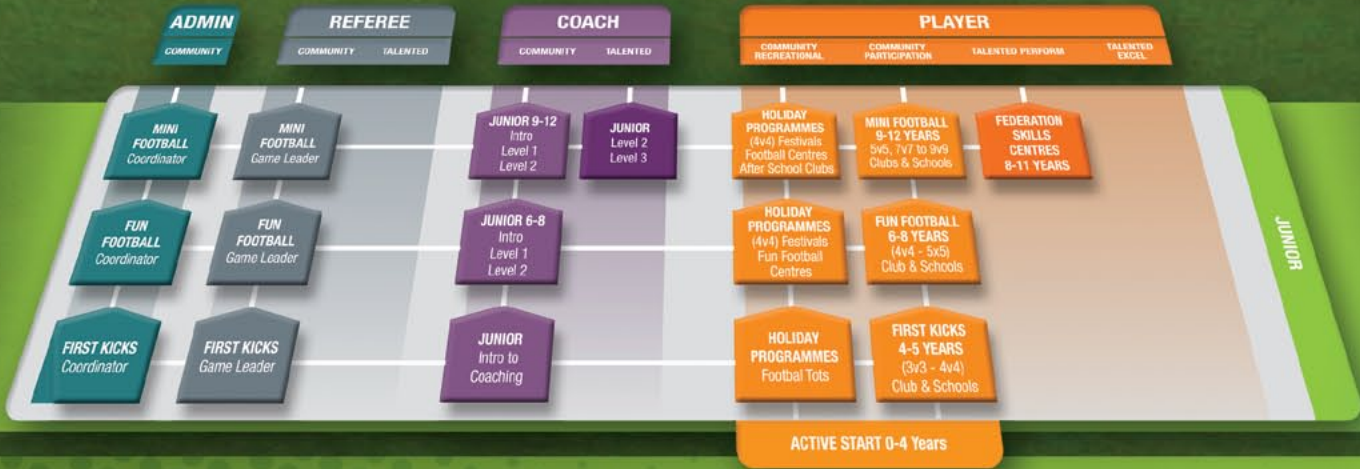 ADMIN
COMMUNITY
REFEREE
COMMUNITY TALENTED
COACH
COMMUNITY TALENTED
PLAYER
COMMUNITY
RECREATIONAL
COMMUNITY
PARTICIPATION
TALENTED PERFORM
TALENTED
EXCEL
MINI
FOOTBALL
Coordinator
MINI
FOOTBALL
Game Leader
JUNIOR 9-12
Intro
Level 1
Level 2
JUNIOR
Level 2
Level 3
HOLIDAY
PROGRAMMES
(4v4) Festivals
Football Centres
After School Clubs
MINI FOOTBALL
9-12 YEARS
5v5, 7v7 to 9v9
Clubs & Schools
FEDERATION
SKILLS
CENTRES
8-11 YEARS
FUN
FOOTBALL
Coordinator
FUN
FOOTBALL
Game Leader
JUNIOR 6-8
Intro
Level 1
Level 2
HOLIDAY
PROGRAMMES
(4v4) Festivals
Fun Football
Centres
FUN FOOTBALL
6-8 YEARS
(4v4 - 5x5)
Club & Schools
JUNIOR
FIRST KICKS
Coordinator
FIRST KICKS
Game Leader
JUNIOR
Intro to
Coaching
HOLIDAY
PROGRAMMES
Footbal Tots
FIRST KICKS
4-5 YEARS
(3v3 - 4v4)
Club & Schools
ACTIVE START 0-4 Years